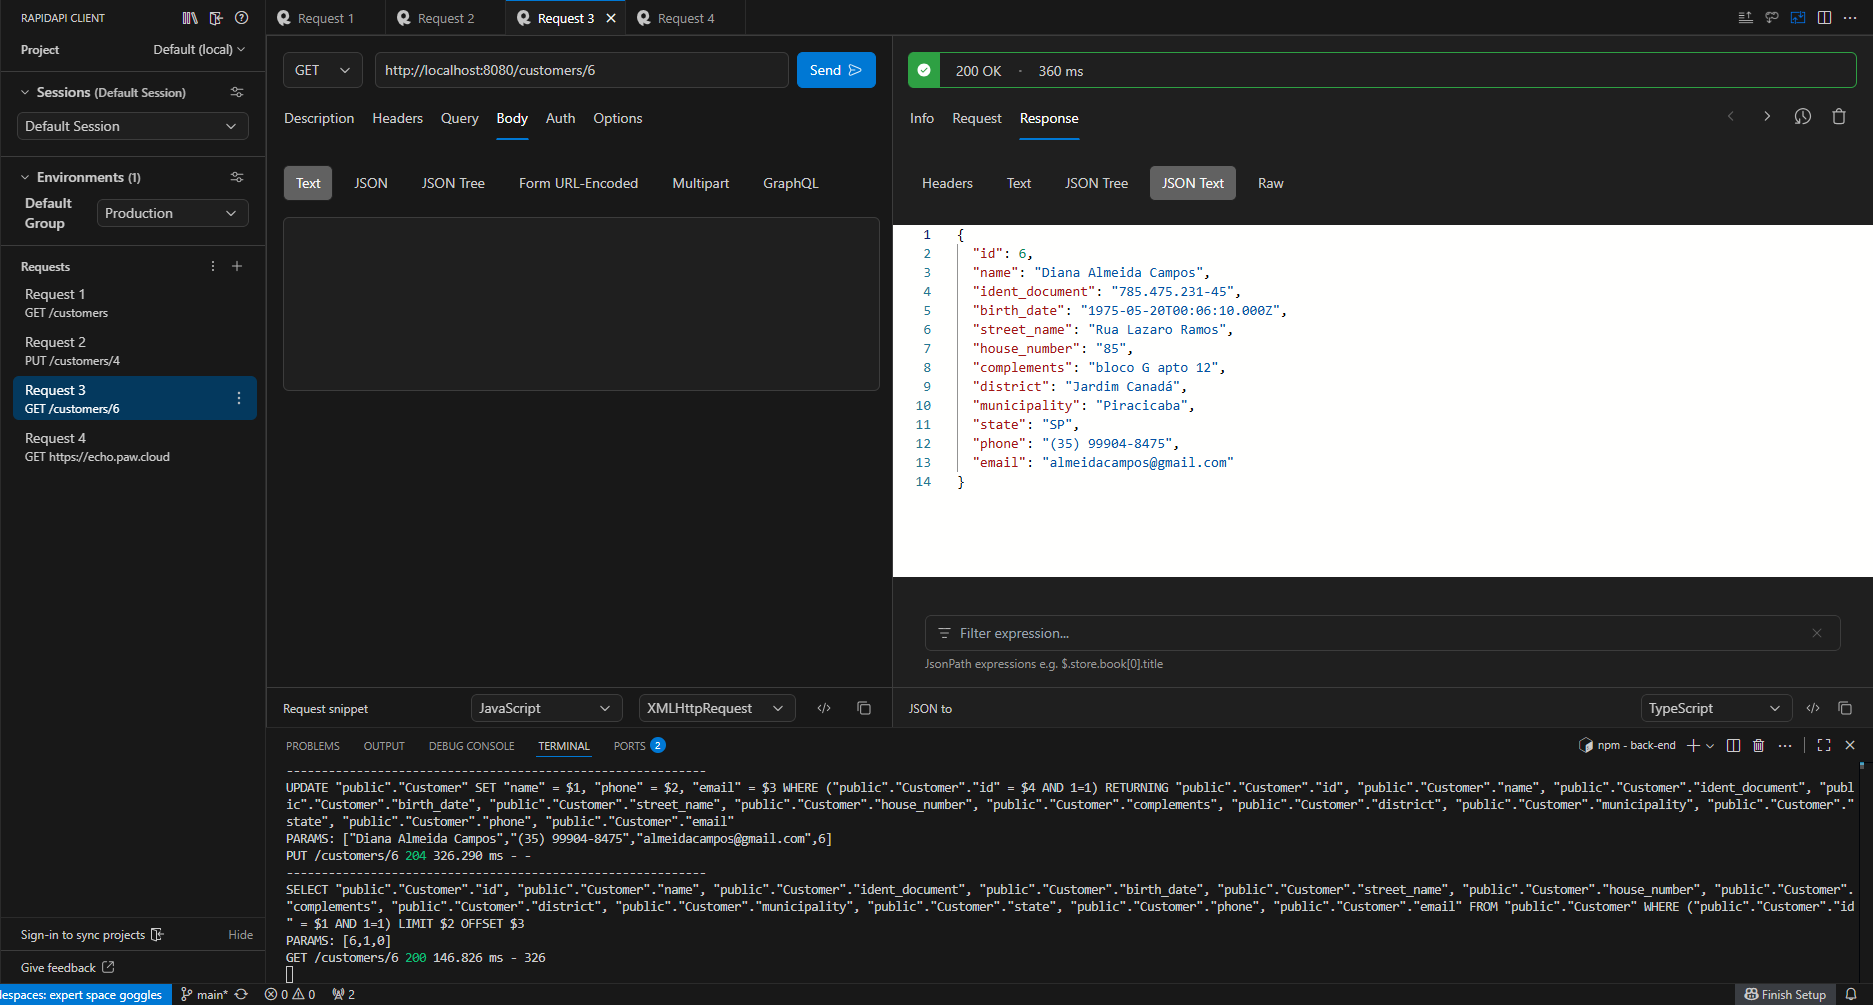 RAPIDAPI CLIENT
Project
Default (local)
Sessions (Default Session)
Default Session
Environments (1)
Default Group
Production
Requests
Request 1
GET /customers
Request 2
PUT /customers/4
Request 3
GET /customers/6
Request 4
GET https://echo.paw.cloud
Sign-in to sync projects
Hide
Give feedback
Request 1
Request 2
Request 3
Request 4
GET
http://localhost:8080/customers/6
Send
Description Headers Query Body Auth Options
Text JSON JSON Tree Form URL-Encoded Multipart GraphQL
200 OK · 360 ms
Info Request Response
Headers Text JSON Tree JSON Text Raw
1 {
2 "id": 6,
3 "name": "Diana Almeida Campos",
4 "ident_document": "785.475.231-45",
5 "birth_date": "1975-05-20T00:06:10.000Z",
6 "street_name": "Rua Lazaro Ramos",
7 "house_number": "85",
8 "complements": "bloco G apto 12",
9 "district": "Jardim Canadá",
10 "municipality": "Piracicaba",
11 "state": "SP",
12 "phone": "(35) 99904-8475",
13 "email": "almeidacampos@gmail.com"
14 }
Filter expression...
JsonPath expressions e.g. $.store.book[0].title
Request snippet
JavaScript
XMLHttpRequest
JSON to
TypeScript
PROBLEMS OUTPUT DEBUG CONSOLE TERMINAL PORTS 2
npm - back-end
------------------------------------------------------------
UPDATE "public"."Customer" SET "name" = $1, "phone" = $2, "email" = $3 WHERE ("public"."Customer"."id" = $4 AND 1=1) RETURNING "public"."Customer"."id", "public"."Customer"."name", "public"."Customer"."ident_document", "publ
ic"."Customer"."birth_date", "public"."Customer"."street_name", "public"."Customer"."house_number", "public"."Customer"."complements", "public"."Customer"."district", "public"."Customer"."municipality", "public"."Customer"."
state", "public"."Customer"."phone", "public"."Customer"."email"
PARAMS: ["Diana Almeida Campos","(35) 99904-8475","almeidacampos@gmail.com",6]
PUT /customers/6 204 326.290 ms - -
------------------------------------------------------------
SELECT "public"."Customer"."id", "public"."Customer"."name", "public"."Customer"."ident_document", "public"."Customer"."birth_date", "public"."Customer"."street_name", "public"."Customer"."house_number", "public"."Customer".
"complements", "public"."Customer"."district", "public"."Customer"."municipality", "public"."Customer"."state", "public"."Customer"."phone", "public"."Customer"."email" FROM "public"."Customer" WHERE ("public"."Customer"."id
" = $1 AND 1=1) LIMIT $2 OFFSET $3
PARAMS: [6,1,0]
GET /customers/6 200 146.826 ms - 326
lespaces: expert space goggles
main*
0 0
2
Finish Setup